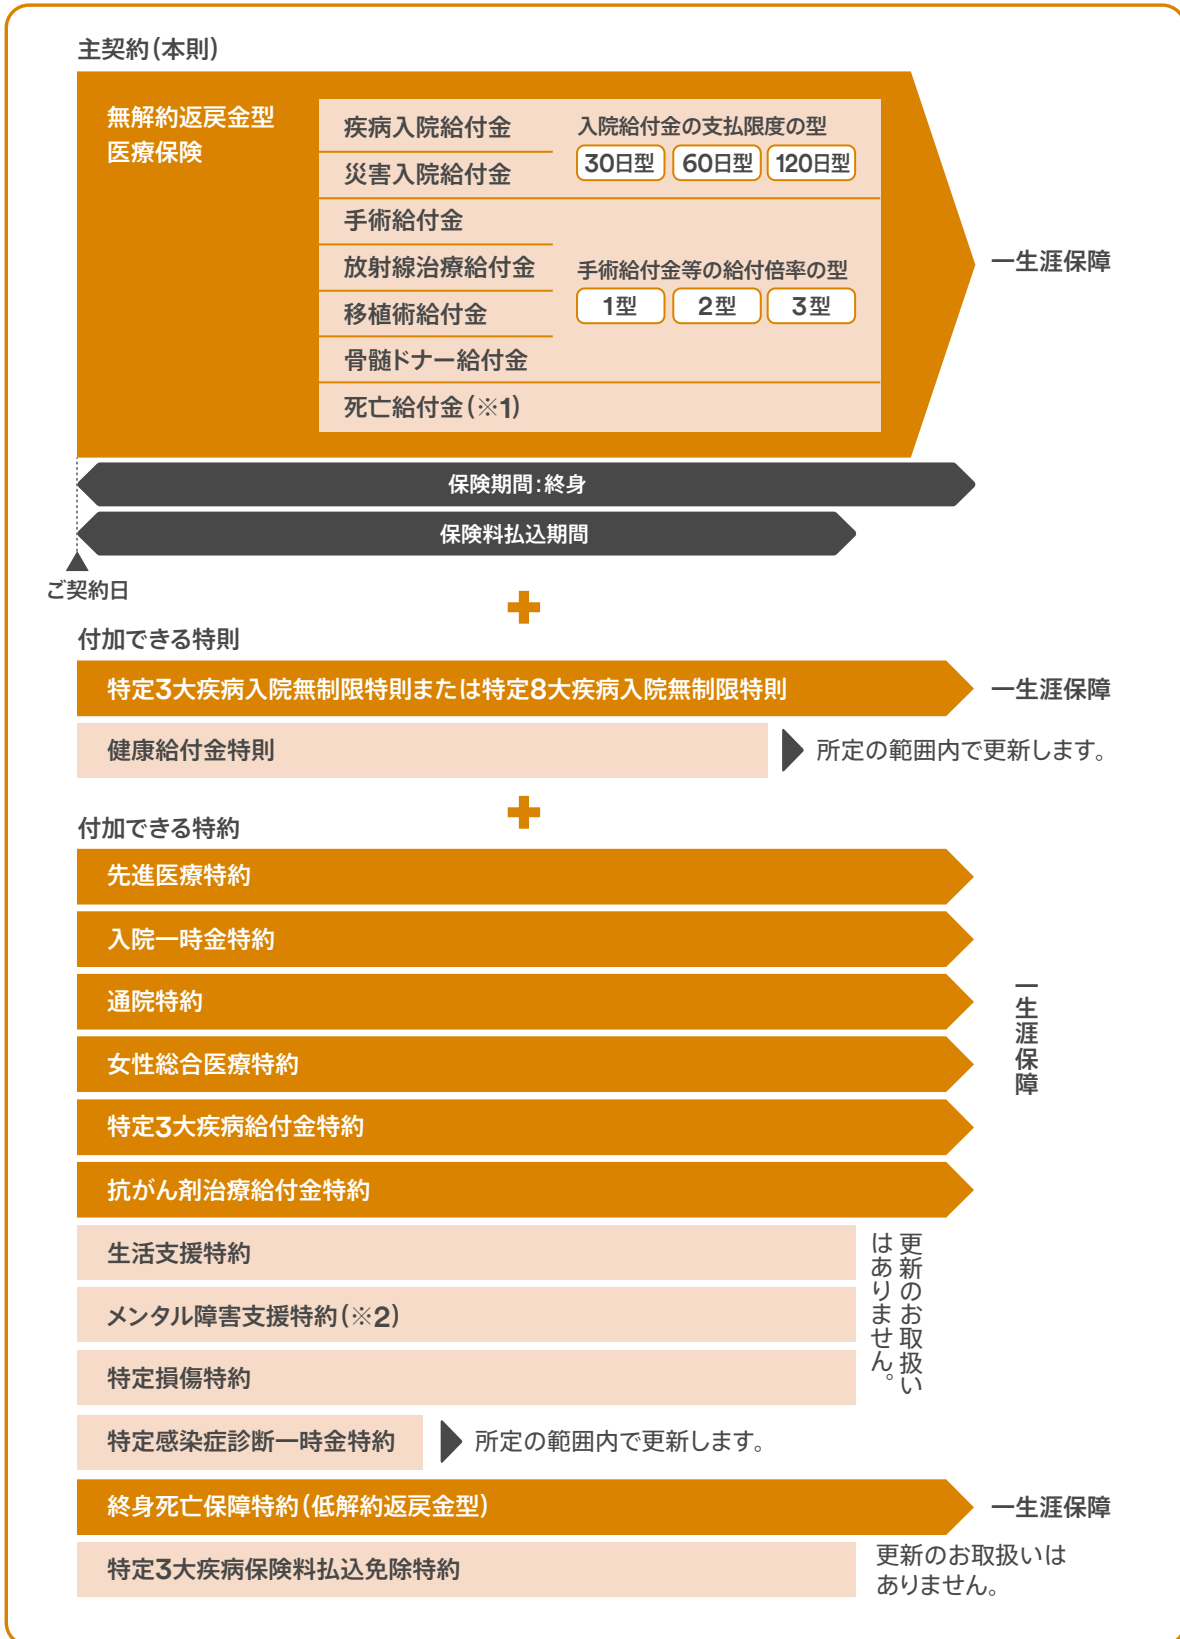 主契約(本則)
無解約返戻金型
医療保険
疾病入院給付金
災害入院給付金
入院給付金の支払限度の型
30日型 60日型 120日型
手術給付金
放射線治療給付金
移植術給付金
骨髄ドナー給付金
手術給付金等の給付倍率の型
1型 2型 3型
死亡給付金(※1)
一生涯保障
保険期間:終身
保険料払込期間
ご契約日
+
付加できる特則
特定3大疾病入院無制限特則または特定8大疾病入院無制限特則
一生涯保障
健康給付金特則
所定の範囲内で更新します。
+
付加できる特約
先進医療特約
入院一時金特約
通院特約
女性総合医療特約
特定3大疾病給付金特約
抗がん剤治療給付金特約
一生涯保障
生活支援特約
メンタル障害支援特約(※2)
特定損傷特約
更新のお取扱い
はありません。
特定感染症診断一時金特約
所定の範囲内で更新します。
終身死亡保障特約(低解約返戻金型)
一生涯保障
特定3大疾病保険料払込免除特約
更新のお取扱いは
ありません。